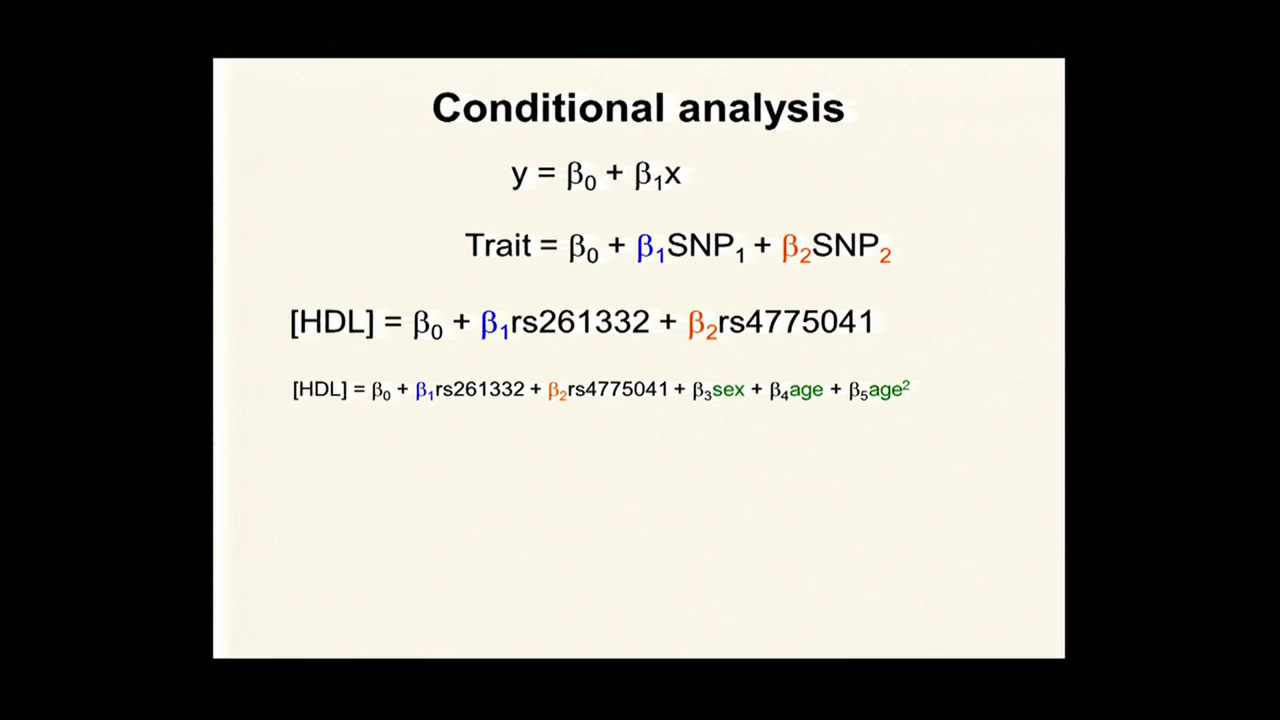 Conditional analysis
y = β₀ + β₁x
Trait = β₀ + β₁SNP₁ + β₂SNP₂
[HDL] = β₀ + β₁rs261332 + β₂rs4775041
[HDL] = β₀ + β₁rs261332 + β₂rs4775041 + β₃sex + β₄age + β₅age²